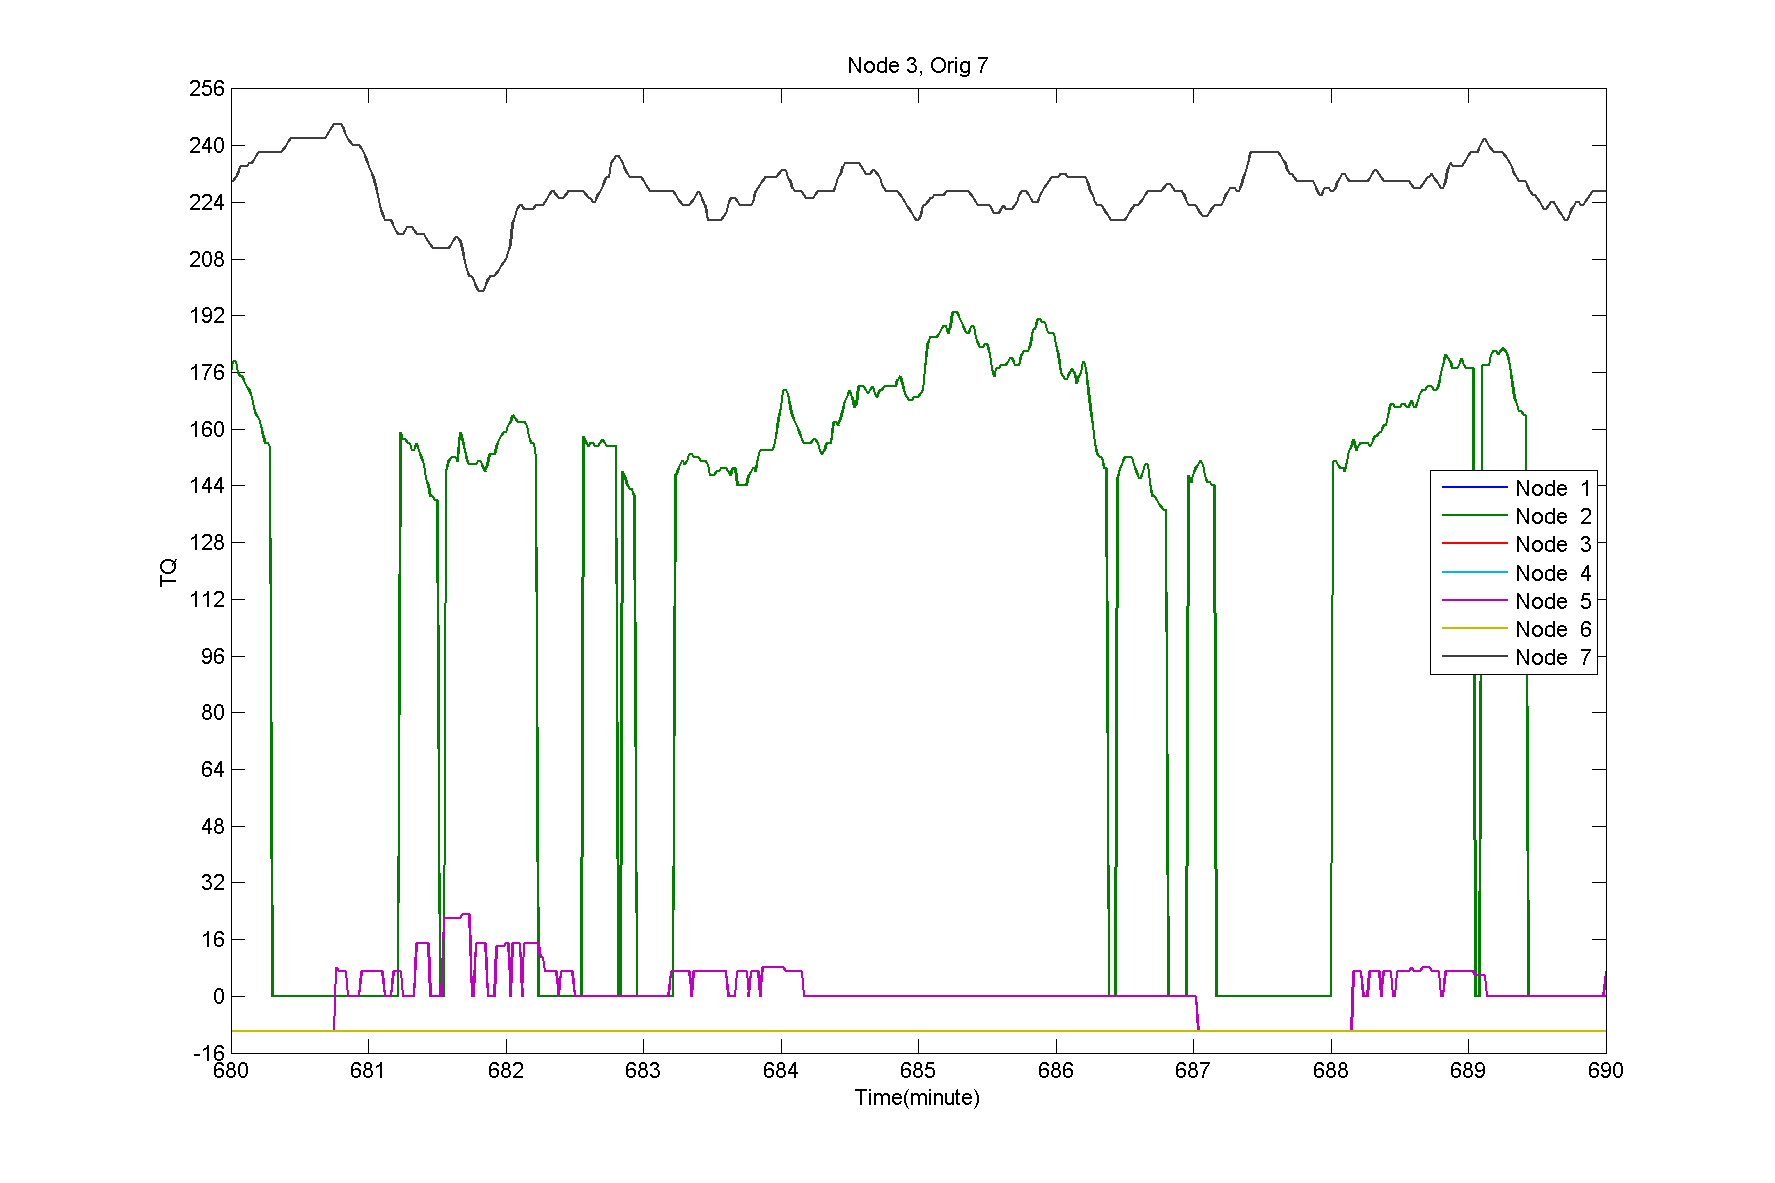 Node 3, Orig 7
256
240
224
208
192
176
160
144
128
112
96
80
64
48
32
16
0
-16
TQ
Node 1
Node 2
Node 3
Node 4
Node 5
Node 6
Node 7
680 681 682 683 684 685 686 687 688 689 690
Time(minute)